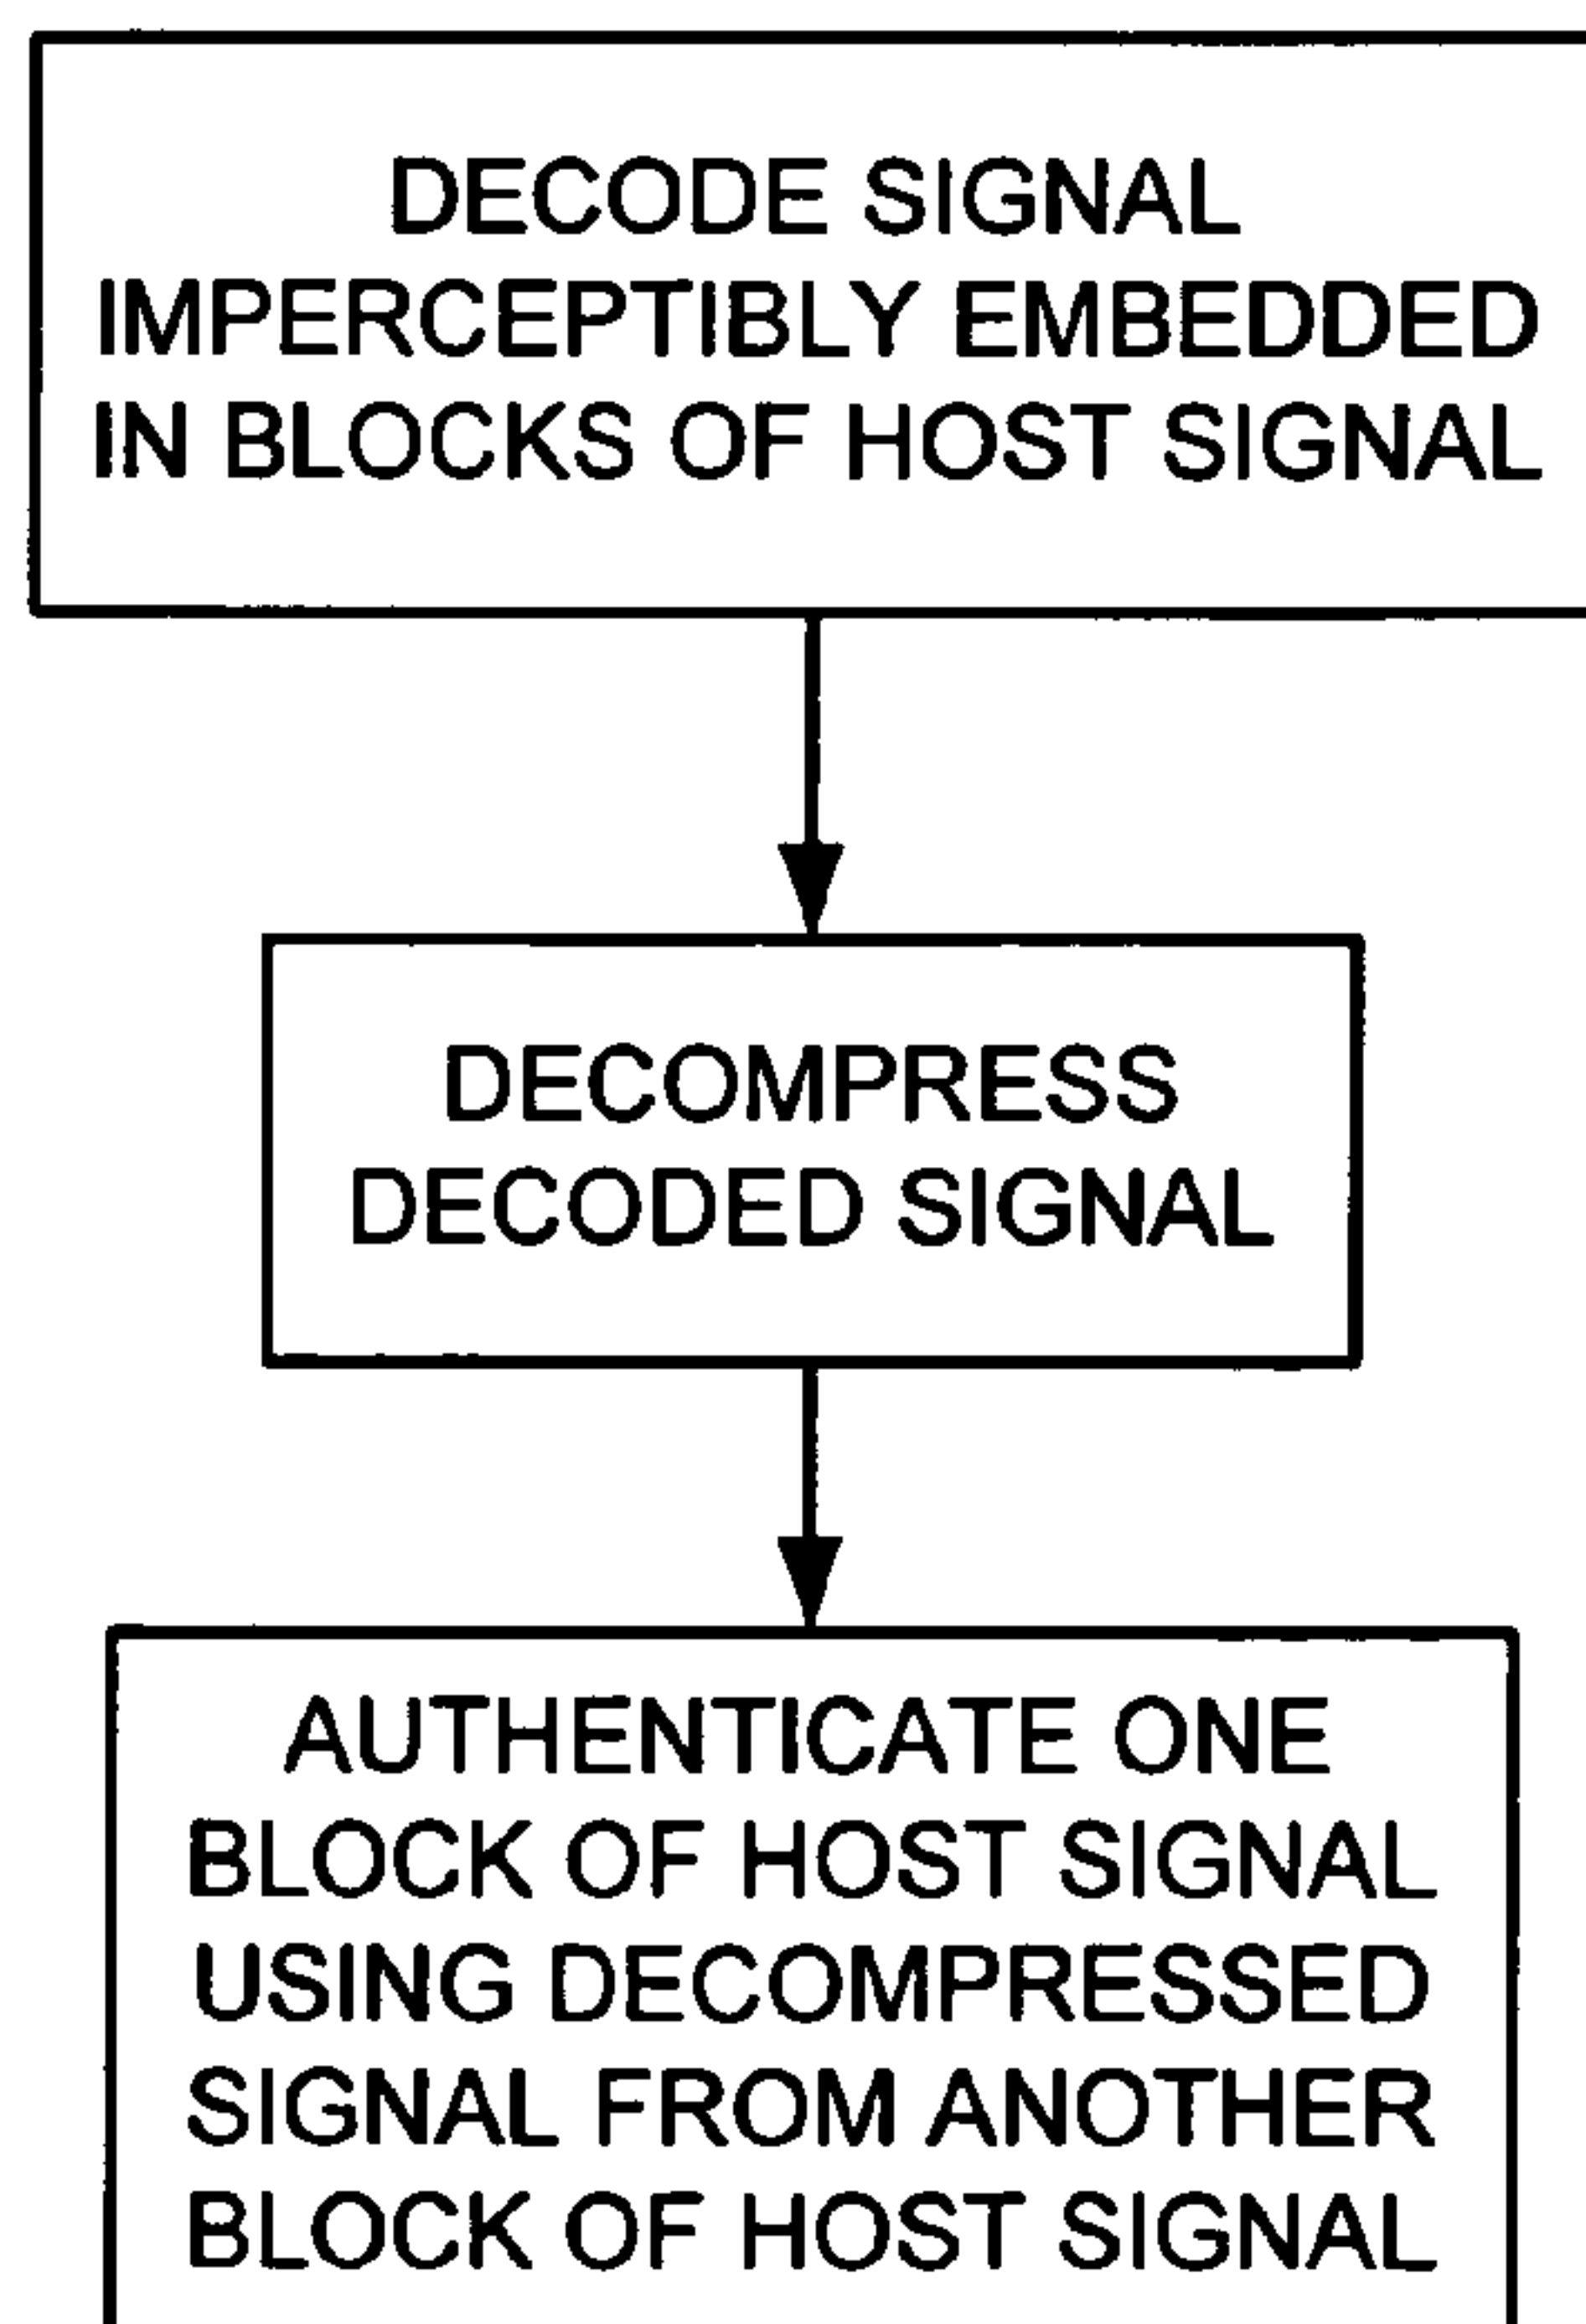 DECODE SIGNAL
IMPERCEPTIBLY EMBEDDED
IN BLOCKS OF HOST SIGNAL
DECOMPRESS
DECODED SIGNAL
AUTHENTICATE ONE
BLOCK OF HOST SIGNAL
USING DECOMPRESSED
SIGNAL FROM ANOTHER
BLOCK OF HOST SIGNAL